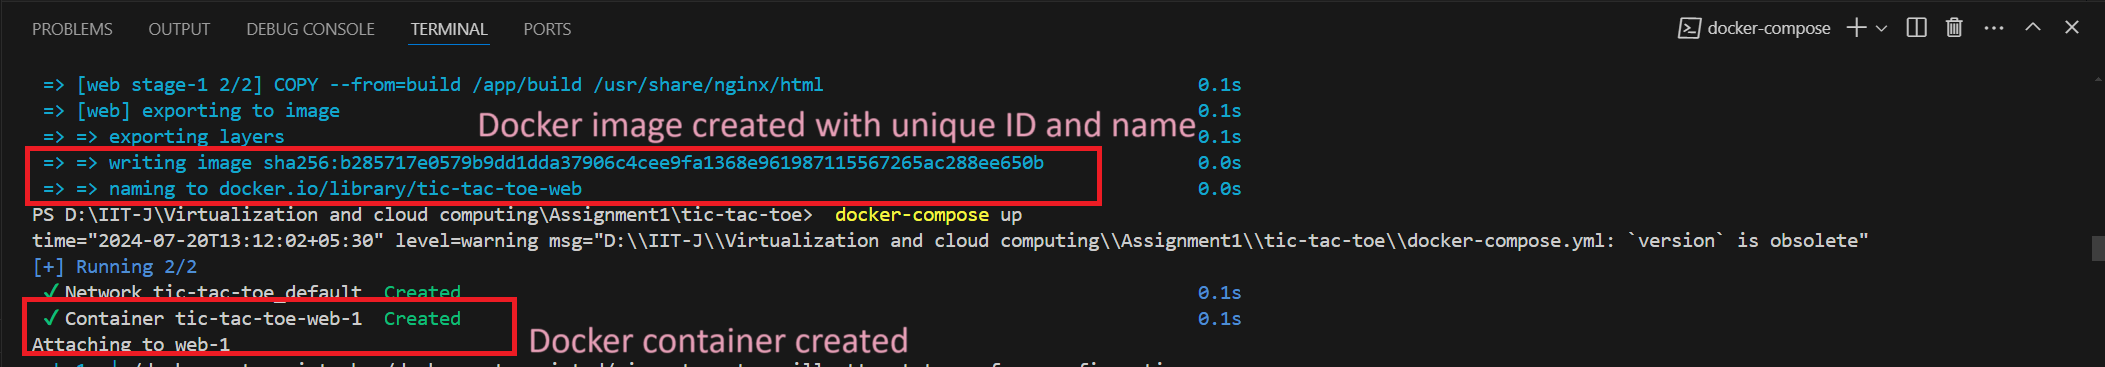 PROBLEMS OUTPUT DEBUG CONSOLE TERMINAL PORTS docker-compose
=> [web stage-1 2/2] COPY --from=build /app/build /usr/share/nginx/html 0.1s
=> [web] exporting to image 0.1s
Docker image created with unique ID and name
=> => exporting layers 0.1s
=> => writing image sha256:b285717e0579b9dd1dda37906c4cee9fa1368e961987115567265ac288ee650b 0.0s
=> => naming to docker.io/library/tic-tac-toe-web 0.0s
PS D:\IIT-J\Virtualization and cloud computing\Assignment1\tic-tac-toe> docker-compose up
time="2024-07-20T13:12:02+05:30" level=warning msg="D:\\IIT-J\\Virtualization and cloud computing\\Assignment1\\tic-tac-toe\\docker-compose.yml: `version` is obsolete"
[+] Running 2/2
✓ Network tic-tac-toe_default Created 0.1s
✓ Container tic-tac-toe-web-1 Created 0.1s
Docker container created
Attaching to web-1